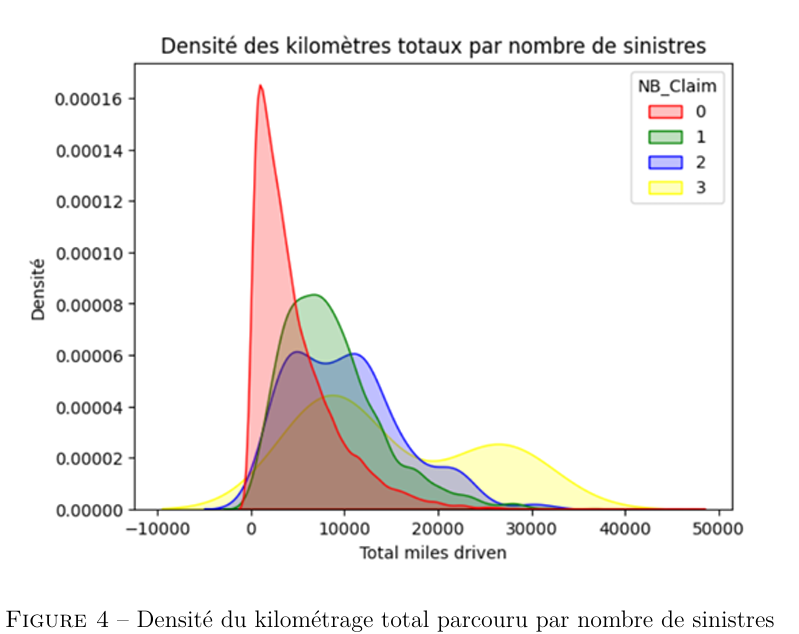 Densité des kilomètres totaux par nombre de sinistres
NB_Claim
0
1
2
3
0.00016
0.00014
0.00012
0.00010
0.00008
0.00006
0.00004
0.00002
0.00000
Densité
−10000 0 10000 20000 30000 40000 50000
Total miles driven
FIGURE 4 – Densité du kilométrage total parcouru par nombre de sinistres